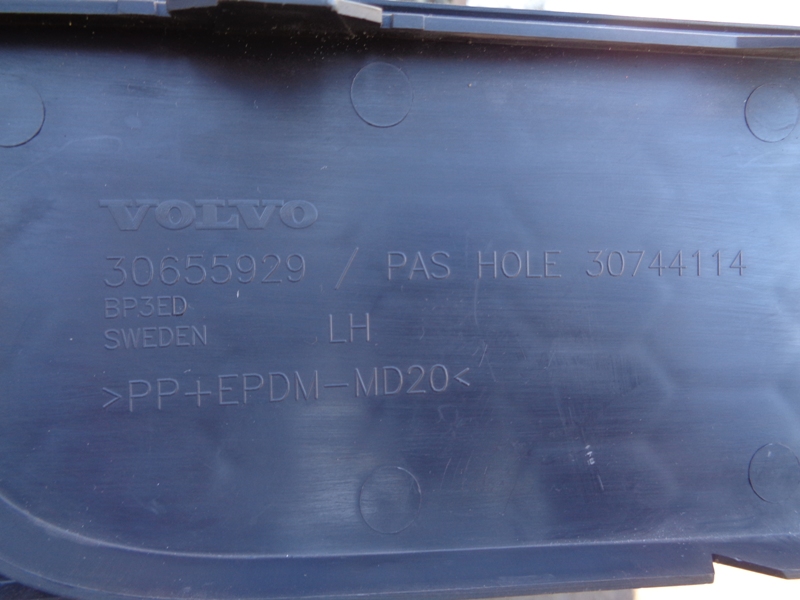 VOLVO
30655929 / PAS HOLE 30744114
BP3ED
SWEDEN LH
>PP+EPDM-MD20<